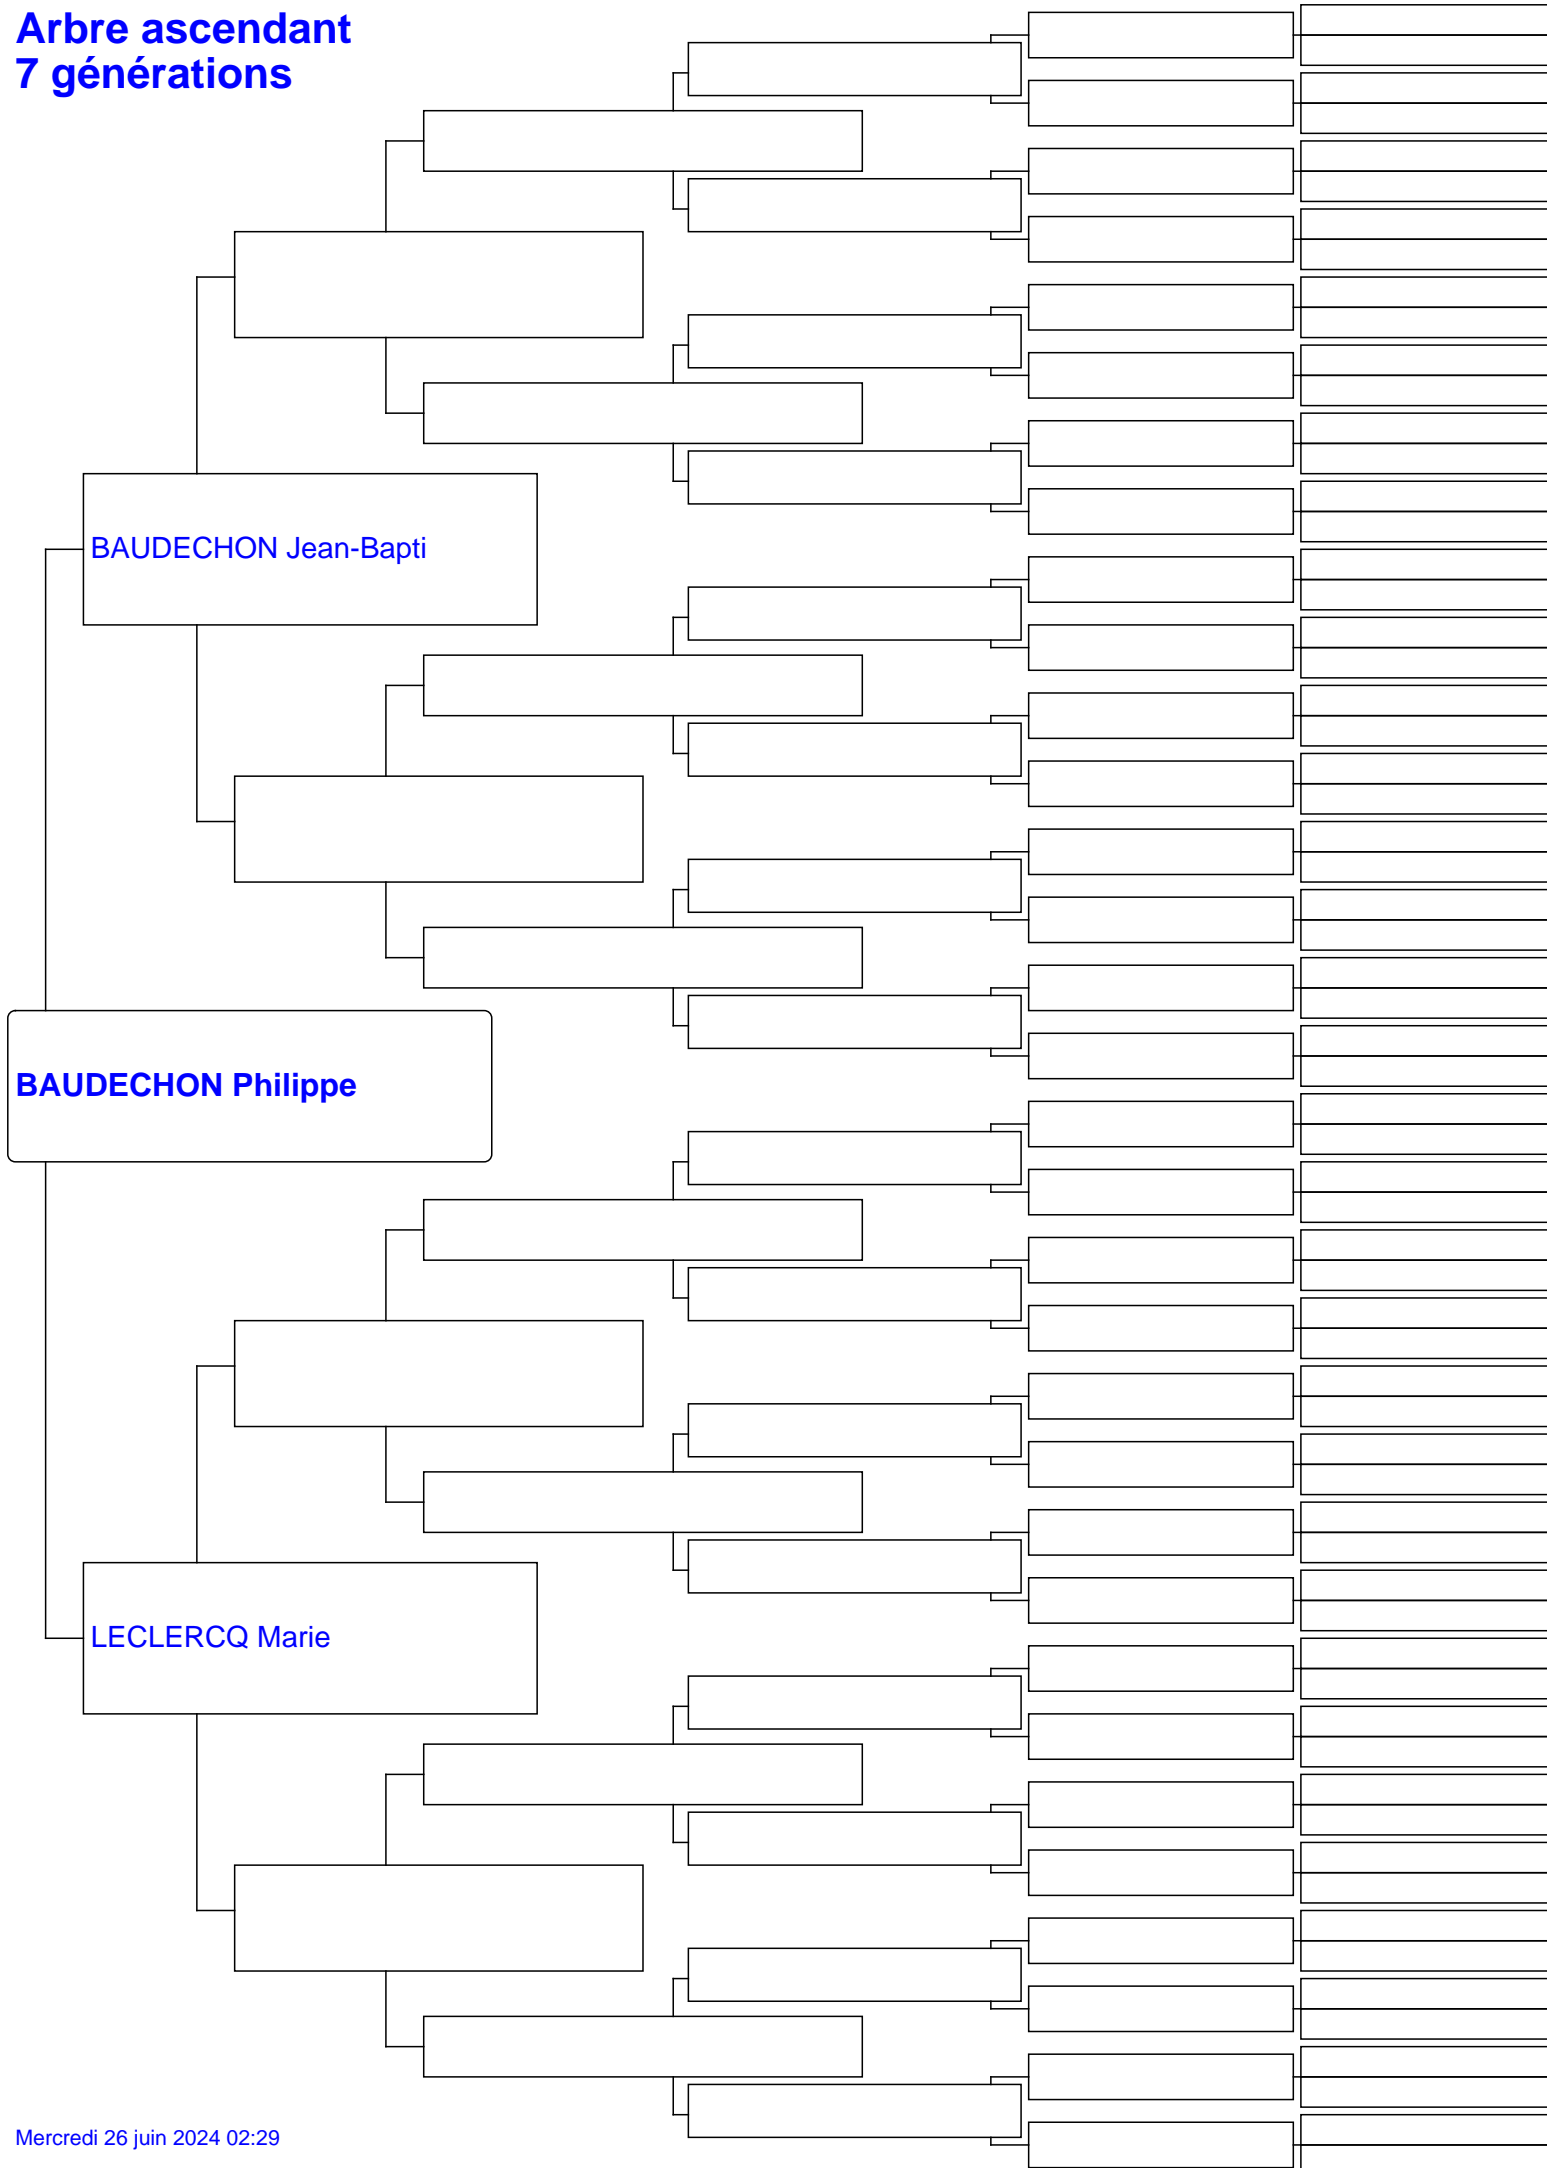 Arbre ascendant
7 générations
BAUDECHON Jean-Bapti
BAUDECHON Philippe
LECLERCQ Marie
Mercredi 26 juin 2024 02:29